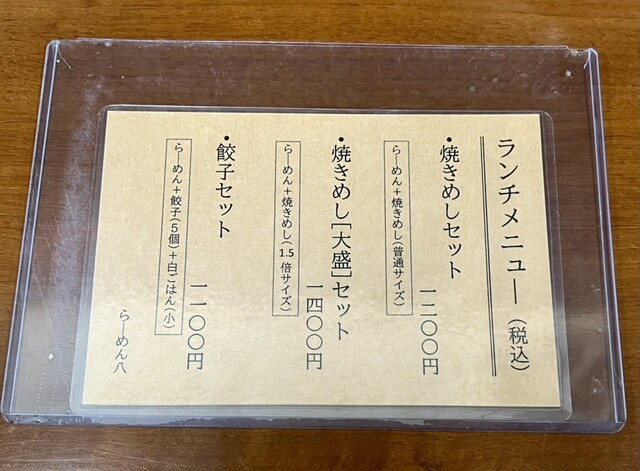 ランチメニュー（税込）
・焼きめしセット
一二〇〇円
らーめん＋焼きめし（普通サイズ）
・焼きめし［大盛］セット
一四〇〇円
らーめん＋焼きめし（1.5倍サイズ）
・餃子セット
一一〇〇円
らーめん＋餃子（５個）＋白ごはん（小）
らーめん八